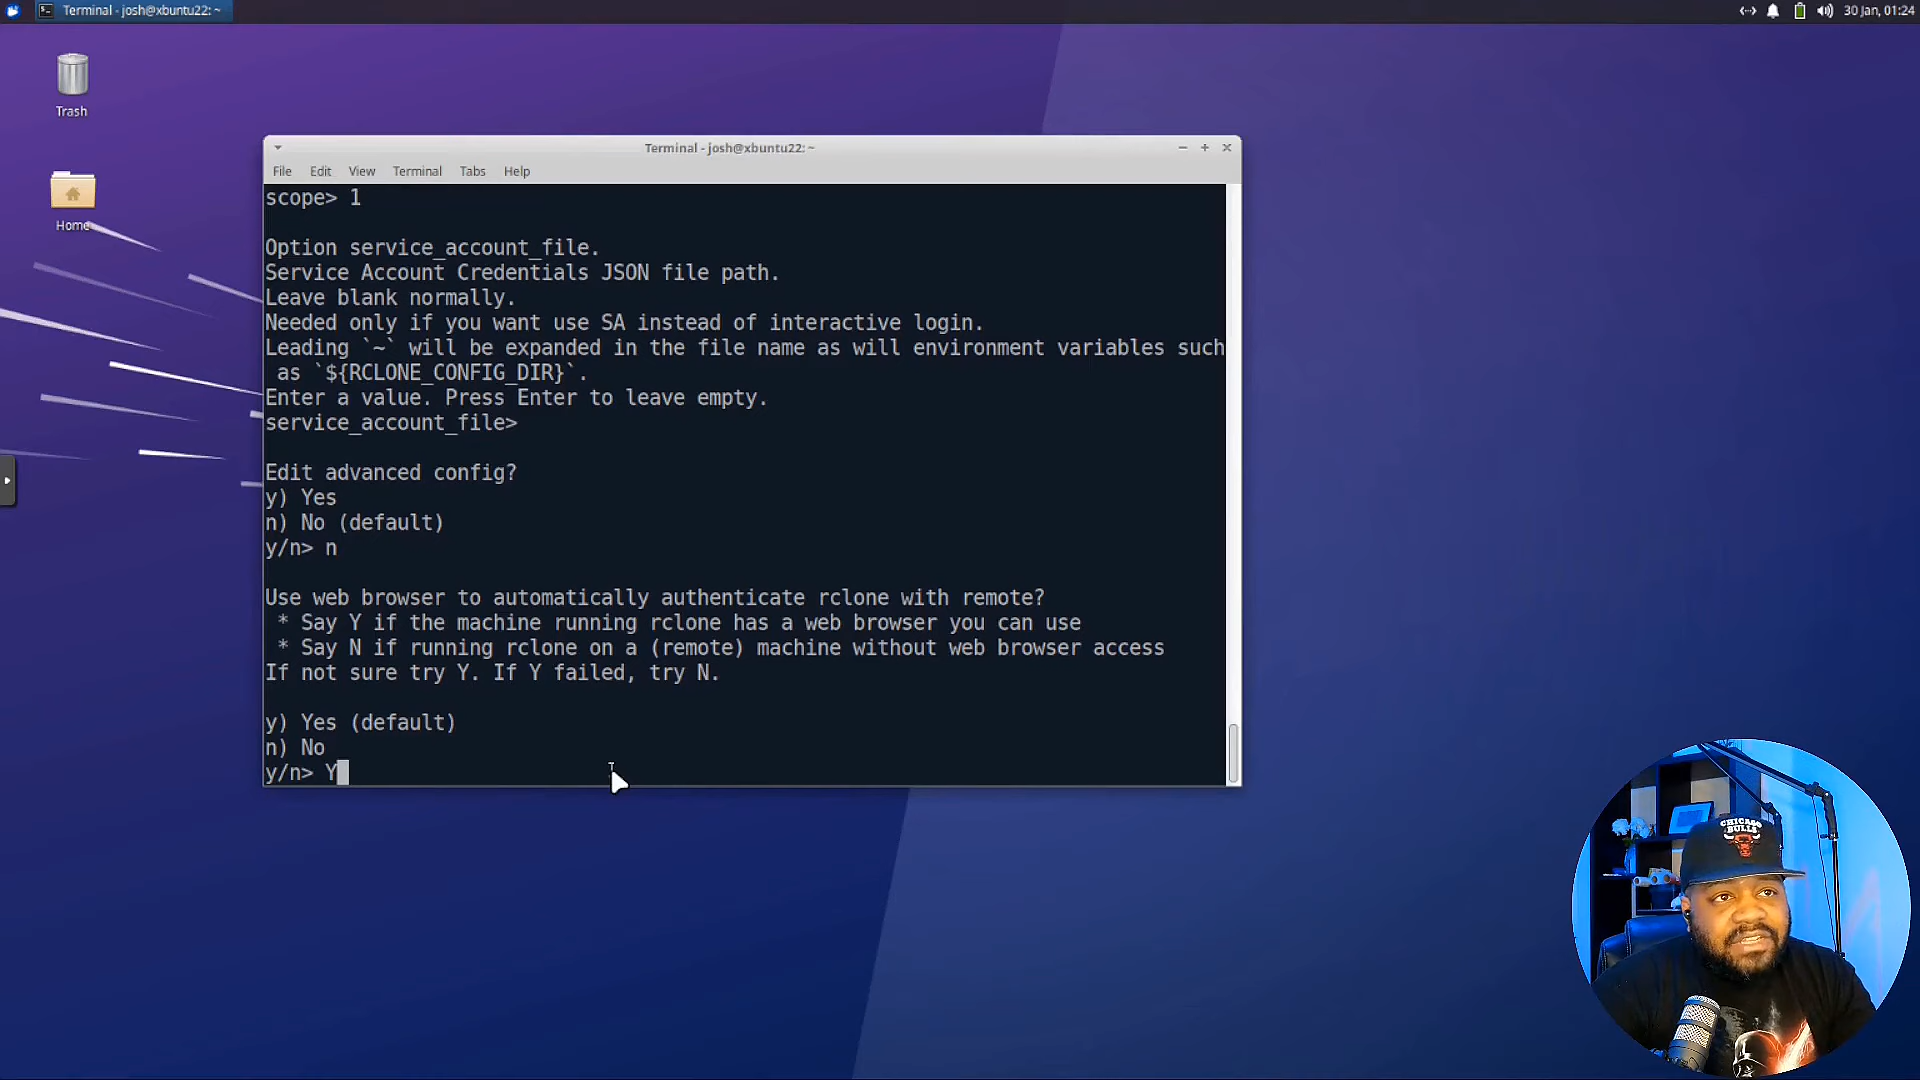 Terminal - josh@xbuntu22: ~
30 Jan, 01:24
Trash
Home
Terminal - josh@xbuntu22: ~
File Edit View Terminal Tabs Help
scope> 1
Option service_account_file.
Service Account Credentials JSON file path.
Leave blank normally.
Needed only if you want use SA instead of interactive login.
Leading `~` will be expanded in the file name as will environment variables such
as `${RCLONE_CONFIG_DIR}`.
Enter a value. Press Enter to leave empty.
service_account_file>
Edit advanced config?
y) Yes
n) No (default)
y/n> n
Use web browser to automatically authenticate rclone with remote?
* Say Y if the machine running rclone has a web browser you can use
* Say N if running rclone on a (remote) machine without web browser access
If not sure try Y. If Y failed, try N.
y) Yes (default)
n) No
y/n> Y
CHICAGO
BULLS